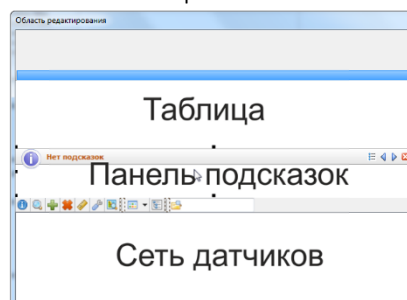 Область редактирования
Таблица
Нет подсказок
Панель подсказок
Сеть датчиков